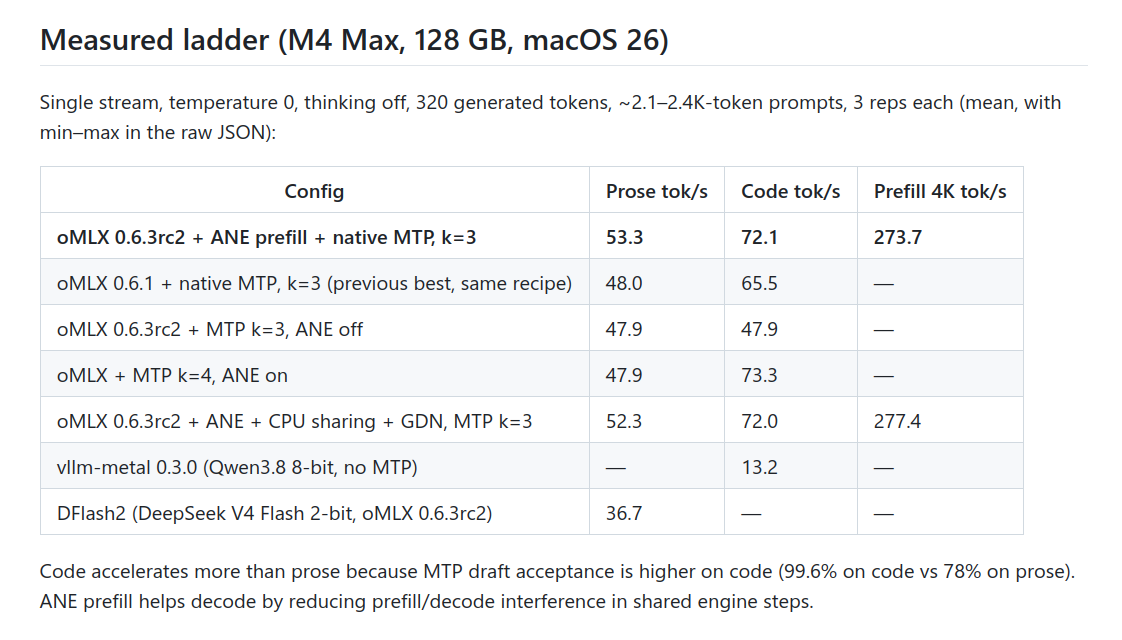 Measured ladder (M4 Max, 128 GB, macOS 26)
Single stream, temperature 0, thinking off, 320 generated tokens, ~2.1–2.4K-token prompts, 3 reps each (mean, with
min–max in the raw JSON):
Config Prose tok/s Code tok/s Prefill 4K tok/s
oMLX 0.6.3rc2 + ANE prefill + native MTP, k=3 53.3 72.1 273.7
oMLX 0.6.1 + native MTP, k=3 (previous best, same recipe) 48.0 65.5 —
oMLX 0.6.3rc2 + MTP k=3, ANE off 47.9 47.9 —
oMLX + MTP k=4, ANE on 47.9 73.3 —
oMLX 0.6.3rc2 + ANE + CPU sharing + GDN, MTP k=3 52.3 72.0 277.4
vllm-metal 0.3.0 (Qwen3.8 8-bit, no MTP) — 13.2 —
DFlash2 (DeepSeek V4 Flash 2-bit, oMLX 0.6.3rc2) 36.7 — —
Code accelerates more than prose because MTP draft acceptance is higher on code (99.6% on code vs 78% on prose).
ANE prefill helps decode by reducing prefill/decode interference in shared engine steps.